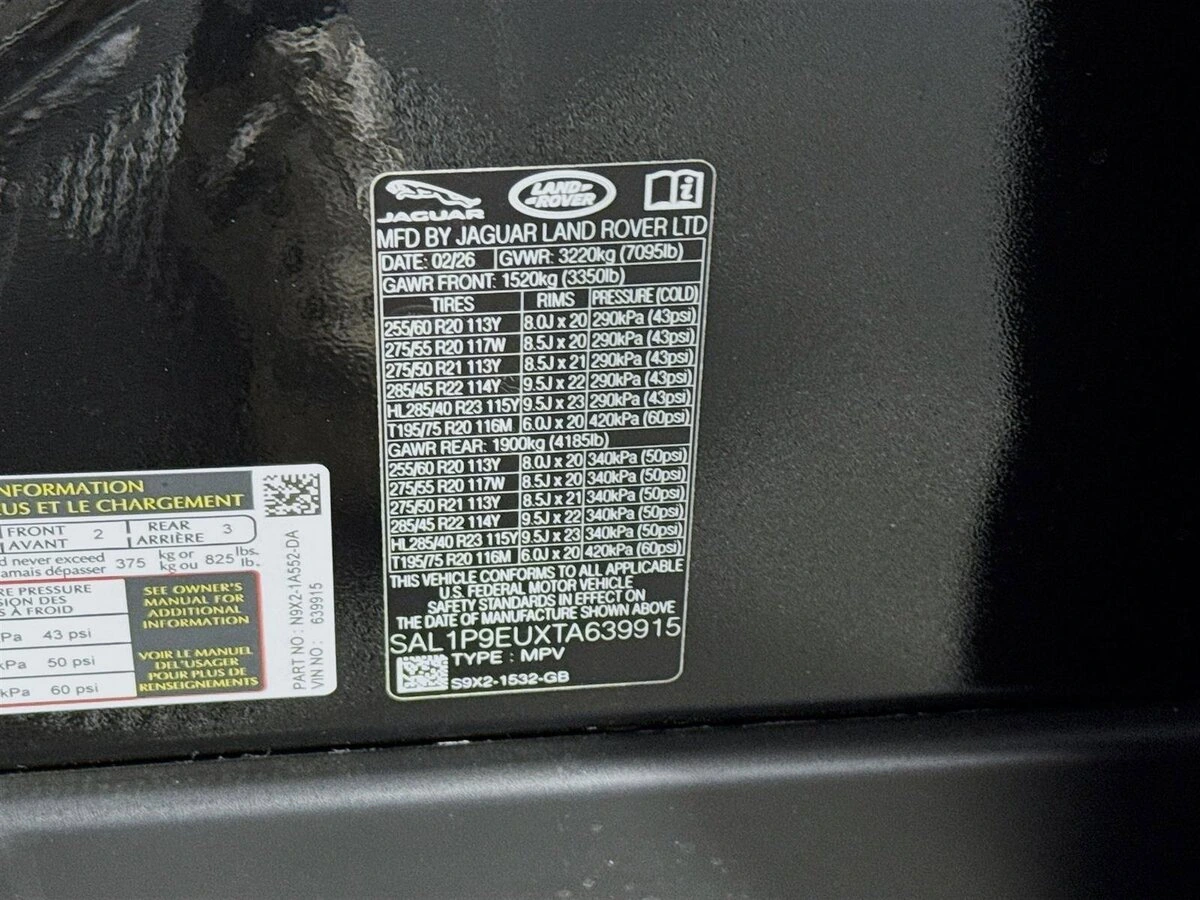 JAGUAR LAND ROVER
MFD BY JAGUAR LAND ROVER LTD
DATE: 02/26 GVWR: 3220kg (7095lb)
GAWR FRONT: 1520kg (3350lb)
TIRES RIMS PRESSURE (COLD)
255/60 R20 113Y 8.0J x 20 290kPa (43psi)
275/55 R20 117W 8.5J x 20 290kPa (43psi)
275/50 R21 113Y 8.5J x 21 290kPa (43psi)
285/45 R22 114Y 9.5J x 22 290kPa (43psi)
HL285/40 R23 115Y 9.5J x 23 290kPa (43psi)
T195/75 R20 116M 6.0J x 20 420kPa (60psi)
GAWR REAR: 1900kg (4185lb)
255/60 R20 113Y 8.0J x 20 340kPa (50psi)
275/55 R20 117W 8.5J x 20 340kPa (50psi)
275/50 R21 113Y 8.5J x 21 340kPa (50psi)
285/45 R22 114Y 9.5J x 22 340kPa (50psi)
HL285/40 R23 115Y 9.5J x 23 340kPa (50psi)
T195/75 R20 116M 6.0J x 20 420kPa (60psi)
THIS VEHICLE CONFORMS TO ALL APPLICABLE
U.S. FEDERAL MOTOR VEHICLE
SAFETY STANDARDS IN EFFECT ON
THE DATE OF MANUFACTURE SHOWN ABOVE
SAL1P9EUXTA639915
TYPE : MPV
S9X2-1532-GB
NFORMATION
US ET LE CHARGEMENT
FRONT 2 REAR 3
AVANT ARRIÈRE
d never exceed 375 kg or 825 lbs.
amais dépasser kg ou lb.
RE PRESSURE
SION DES
S À FROID
Pa 43 psi
kPa 50 psi
kPa 60 psi
SEE OWNER'S
MANUAL FOR
ADDITIONAL
INFORMATION
VOIR LE MANUEL
DEL'USAGER
POUR PLUS DE
RENSEIGNEMENTS
PART NO : N9X2-1A552-DA
VIN NO : 639915